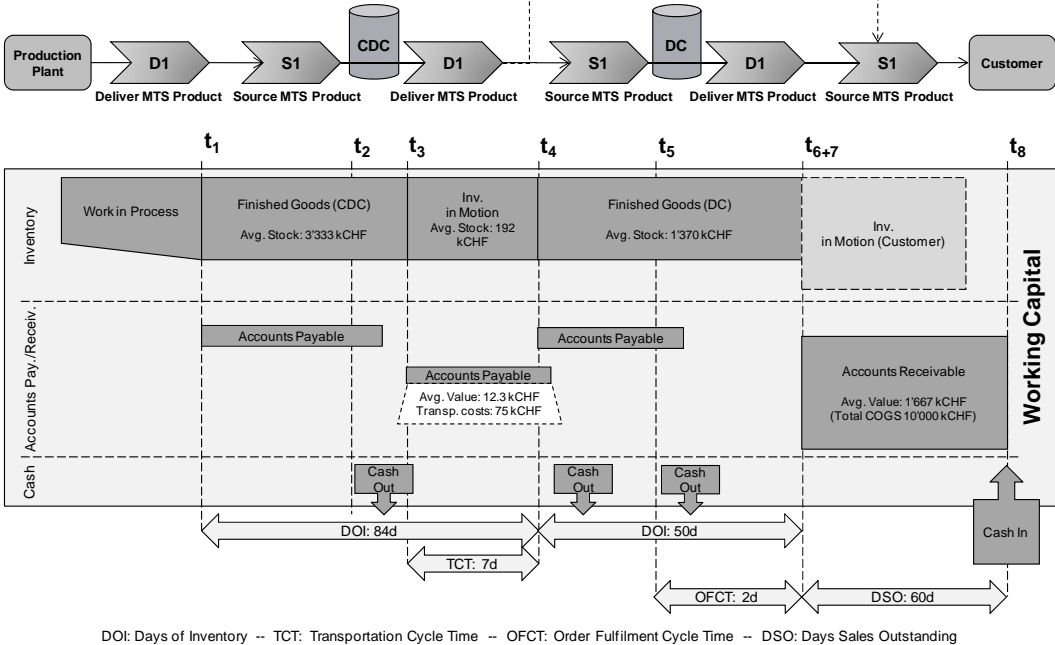 Production
Plant
D1
S1
CDC
D1
S1
DC
D1
S1
Customer
Deliver MTS Product
Source MTS Product
Deliver MTS Product
Source MTS Product
Deliver MTS Product
Source MTS Product
t1
t2
t3
t4
t5
t6+7
t8
Inventory
Work in Process
Finished Goods (CDC)
Avg. Stock: 3'333 kCHF
Inv.
in Motion
Avg. Stock: 192
kCHF
Finished Goods (DC)
Avg. Stock: 1'370 kCHF
Inv.
in Motion (Customer)
Working Capital
Accounts Pay./Receiv.
Accounts Payable
Accounts Payable
Avg. Value: 12.3 kCHF
Transp. costs: 75 kCHF
Accounts Payable
Accounts Receivable
Avg. Value: 1'667 kCHF
(Total COGS 10'000 kCHF)
Cash
Cash
Out
Cash
Out
Cash
Out
Cash In
DOI: 84d
DOI: 50d
TCT: 7d
OFCT: 2d
DSO: 60d
DOI: Days of Inventory -- TCT: Transportation Cycle Time -- OFCT: Order Fulfilment Cycle Time -- DSO: Days Sales Outstanding